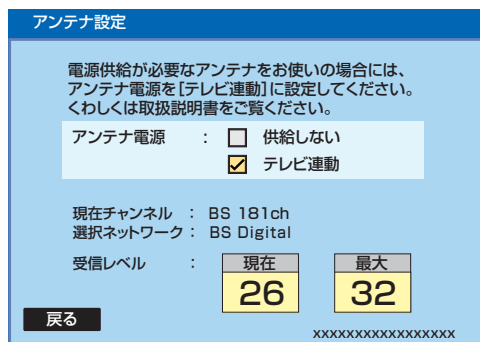 アンテナ設定
電源供給が必要なアンテナをお使いの場合には、
アンテナ電源を[テレビ連動]に設定してください。
くわしくは取扱説明書をご覧ください。
アンテナ電源 : 供給しない
テレビ連動
現在チャンネル : BS 181ch
選択ネットワーク : BS Digital
受信レベル : 現在 最大
26 32
戻る
xxxxxxxxxxxxxxxxx